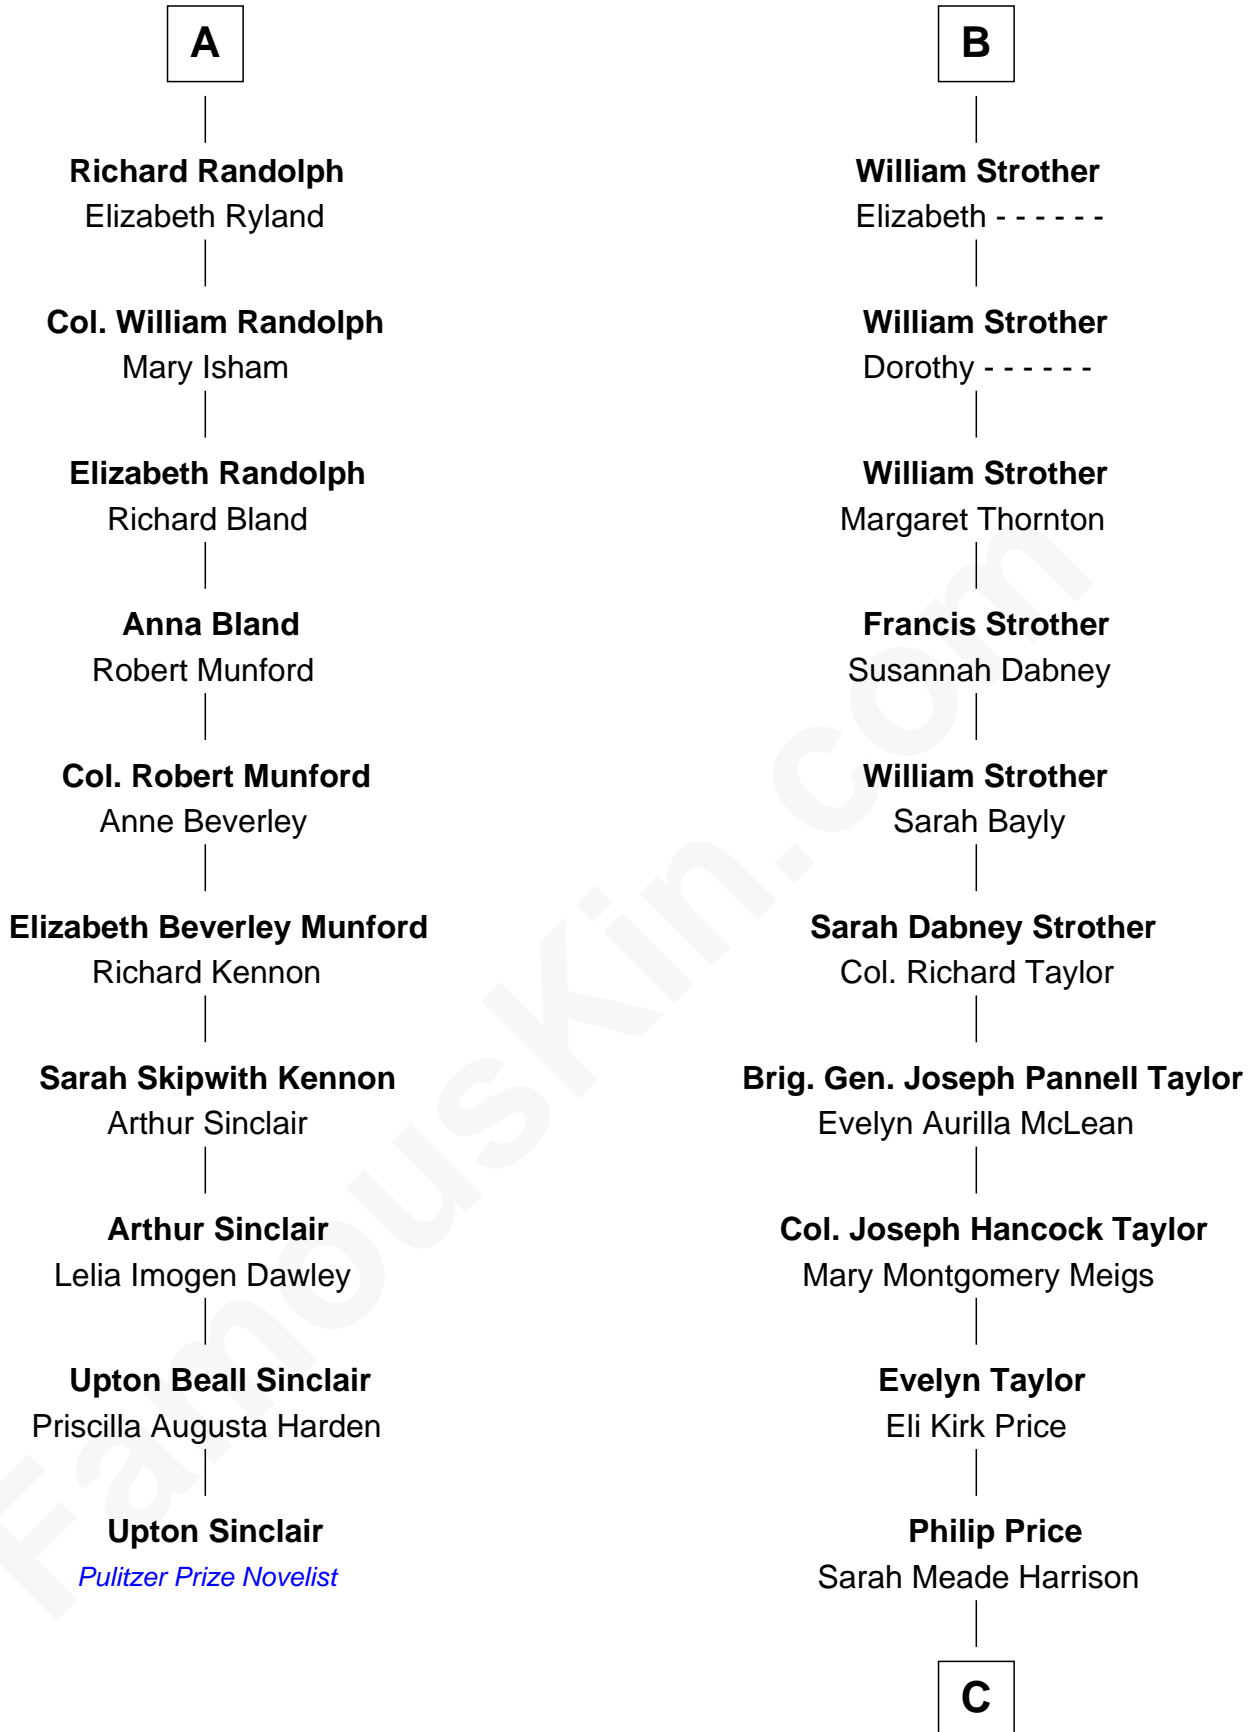 A
Richard Randolph
Elizabeth Ryland
Col. William Randolph
Mary Isham
Elizabeth Randolph
Richard Bland
Anna Bland
Robert Munford
Col. Robert Munford
Anne Beverley
Elizabeth Beverley Munford
Richard Kennon
Sarah Skipwith Kennon
Arthur Sinclair
Arthur Sinclair
Lelia Imogen Dawley
Upton Beall Sinclair
Priscilla Augusta Harden
Upton Sinclair
Pulitzer Prize Novelist
B
William Strother
Elizabeth - - - - - -
William Strother
Dorothy - - - - - -
William Strother
Margaret Thornton
Francis Strother
Susannah Dabney
William Strother
Sarah Bayly
Sarah Dabney Strother
Col. Richard Taylor
Brig. Gen. Joseph Pannell Taylor
Evelyn Aurilla McLean
Col. Joseph Hancock Taylor
Mary Montgomery Meigs
Evelyn Taylor
Eli Kirk Price
Philip Price
Sarah Meade Harrison
C
FamousKin.com